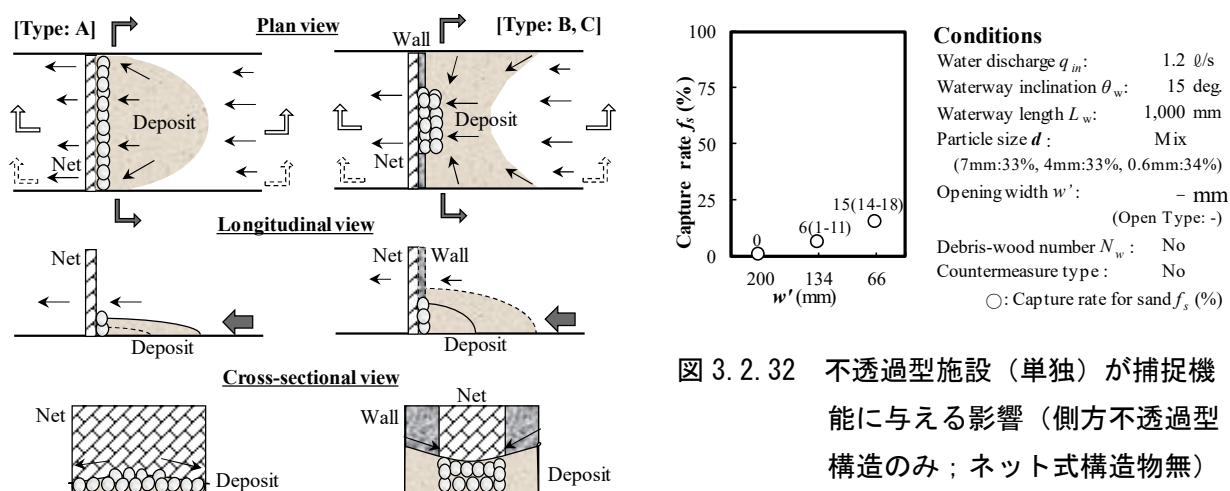 [Type: A]
Plan view
[Type: B, C]
Wall
Deposit
Net
Deposit
Net
Longitudinal view
Net
Deposit
Net
Wall
Deposit
Cross-sectional view
Net
Deposit
Net
Wall
Deposit
100
75
50
25
0
Capture rate fs (%)
0
6(1-11)
15(14-18)
200
134
66
w' (mm)
Conditions
Water discharge q in: 1.2 ℓ/s
Waterway inclination θw: 15 deg.
Waterway length L w: 1,000 mm
Particle size d : Mix
(7mm:33%, 4mm:33%, 0.6mm:34%)
Opening width w' : – mm
(Open Type: -)
Debris-wood number Nw : No
Countermeasure type : No
○: Capture rate for sand fs (%)
図 3.2.32 不透過型施設（単独）が捕捉機
能に与える影響（側方不透過型
構造のみ；ネット式構造物無）